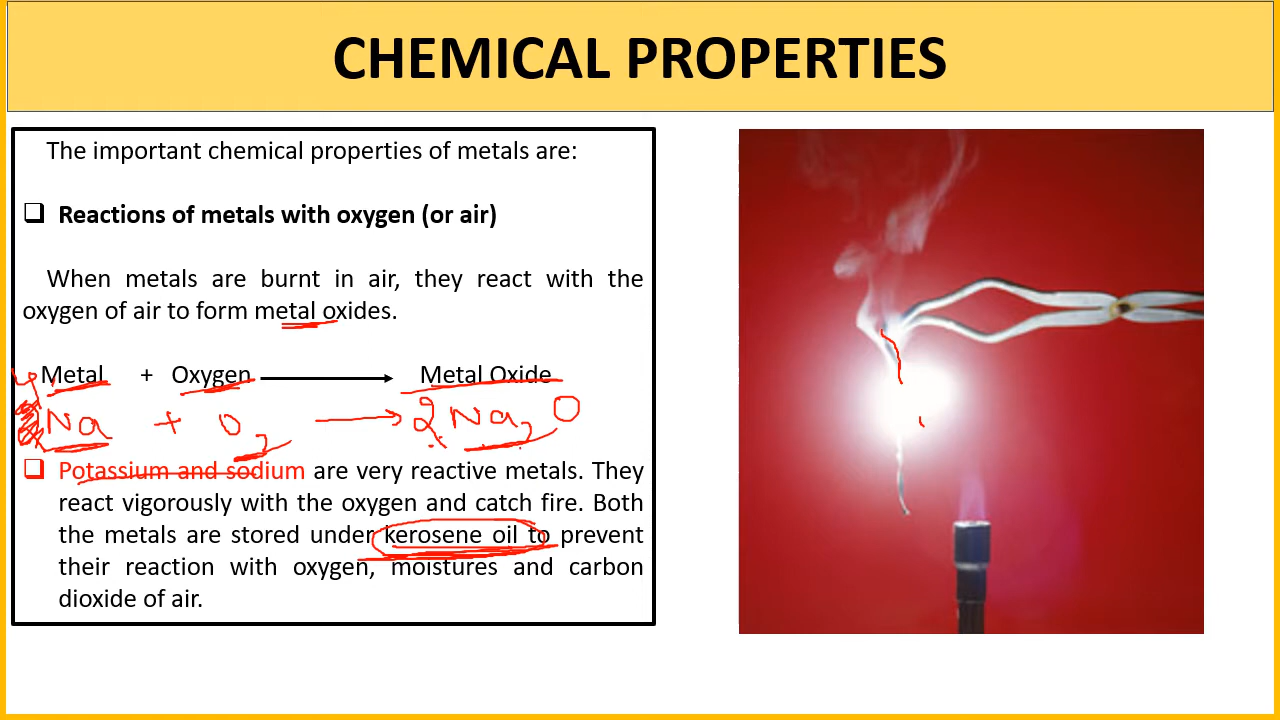 CHEMICAL PROPERTIES
The important chemical properties of metals are:
Reactions of metals with oxygen (or air)
When metals are burnt in air, they react with the
oxygen of air to form metal oxides.
Metal + Oxygen ⟶ Metal Oxide
4 Na + O₂ ⟶ 2 Na₂O
Potassium and sodium are very reactive metals. They
react vigorously with the oxygen and catch fire. Both
the metals are stored under kerosene oil to prevent
their reaction with oxygen, moistures and carbon
dioxide of air.